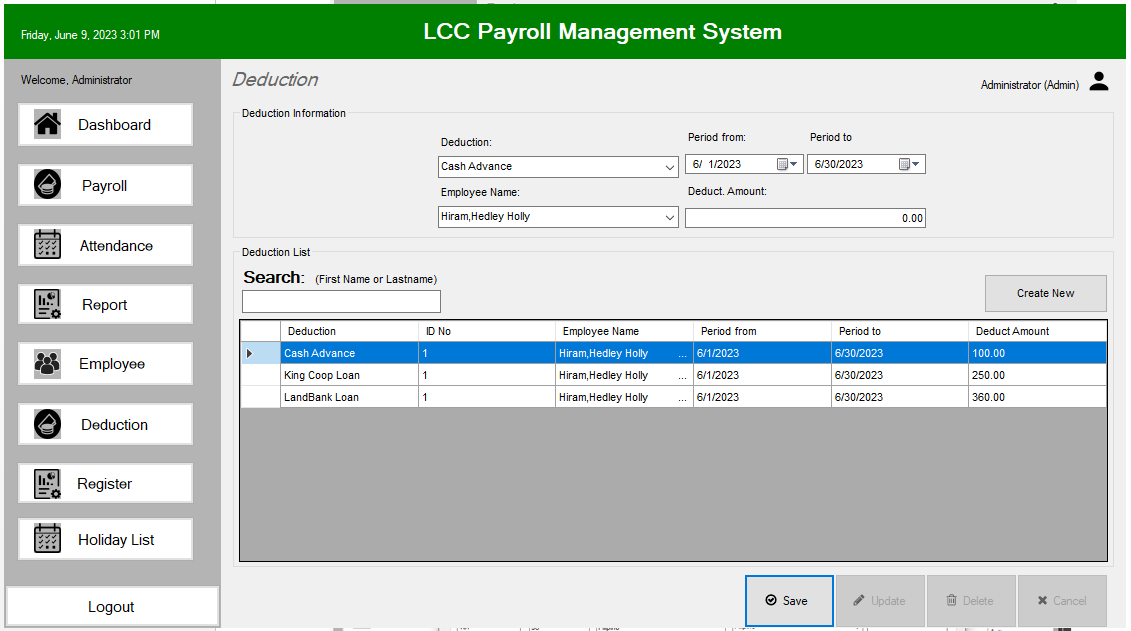 LCC Payroll Management System
Friday, June 9, 2023 3:01 PM
Welcome, Administrator
Dashboard
Payroll
Attendance
Report
Employee
Deduction
Register
Holiday List
Logout
Deduction
Administrator (Admin)
Deduction Information
Deduction:
Cash Advance
Employee Name:
Hiram,Hedley Holly
Period from:
6/ 1/2023
Period to
6/30/2023
Deduct. Amount:
0.00
Deduction List
Search: (First Name or Lastname)
Create New
Deduction ID No Employee Name Period from Period to Deduct Amount
Cash Advance 1 Hiram,Hedley Holly ... 6/1/2023 6/30/2023 100.00
King Coop Loan 1 Hiram,Hedley Holly ... 6/1/2023 6/30/2023 250.00
LandBank Loan 1 Hiram,Hedley Holly ... 6/1/2023 6/30/2023 360.00
Save Update Delete Cancel